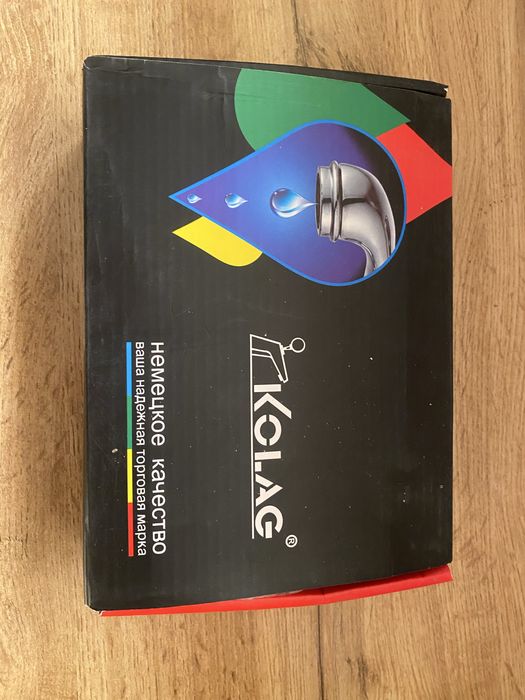 KOLAG®
немецкое качество
ваша надежная торговая марка